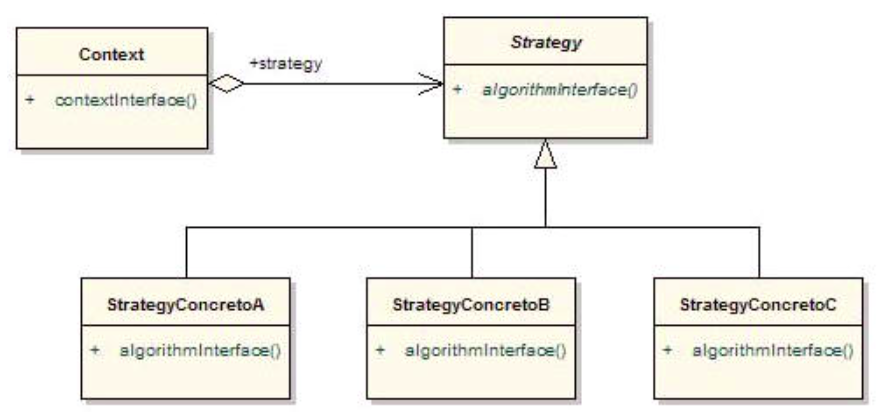 Context
+ contextInterface()
+strategy
Strategy
+ algorithmInterface()
StrategyConcretoA
+ algorithmInterface()
StrategyConcretoB
+ algorithmInterface()
StrategyConcretoC
+ algorithmInterface()